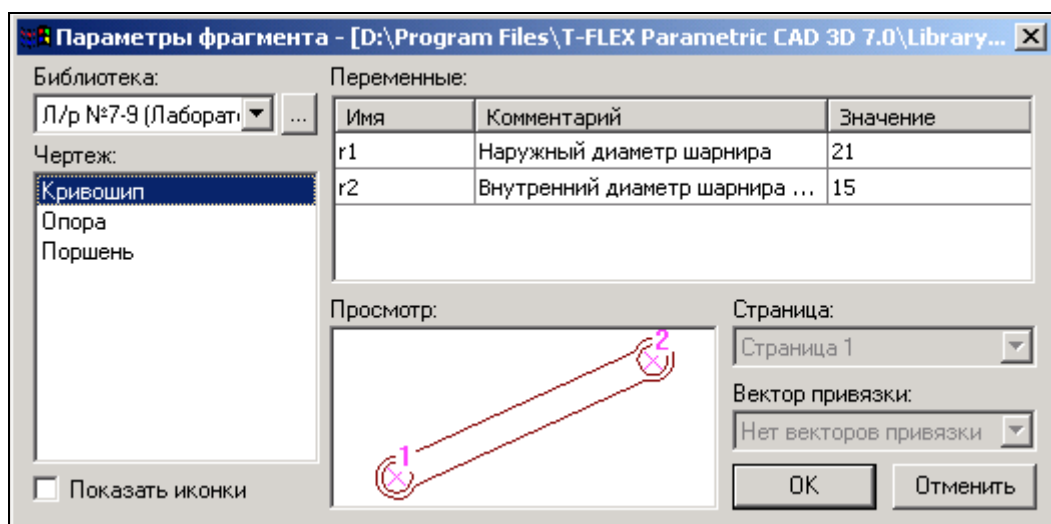 Параметры фрагмента - [D:\Program Files\T-FLEX Parametric CAD 3D 7.0\Library...
Библиотека:
Л/р №7-9 (Лаборат
...
Чертеж:
Кривошип
Опора
Поршень
Показать иконки
Переменные:
Имя Комментарий Значение
r1 Наружный диаметр шарнира 21
r2 Внутренний диаметр шарнира ... 15
Просмотр:
2
1
Страница:
Страница 1
Вектор привязки:
Нет векторов привязки
OK Отменить